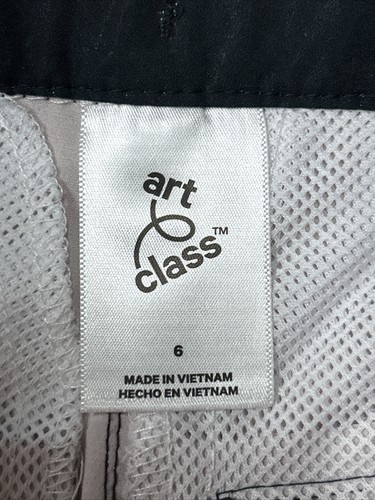 art
class™
6
MADE IN VIETNAM
HECHO EN VIETNAM